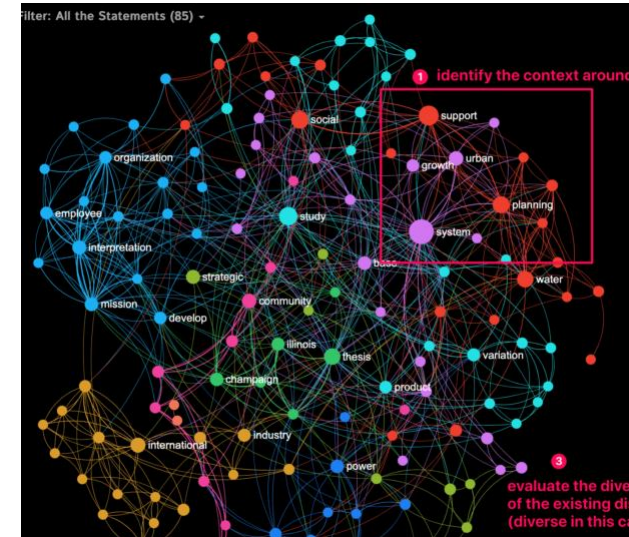 Filter: All the Statements (85)
1 identify the context around
social
support
organization
growth
urban
employee
study
planning
interpretation
system
base
strategic
water
mission
community
develop
illinois
thesis
variation
champaign
product
international
industry
power
3
evaluate the dive
of the existing di
(diverse in this ca